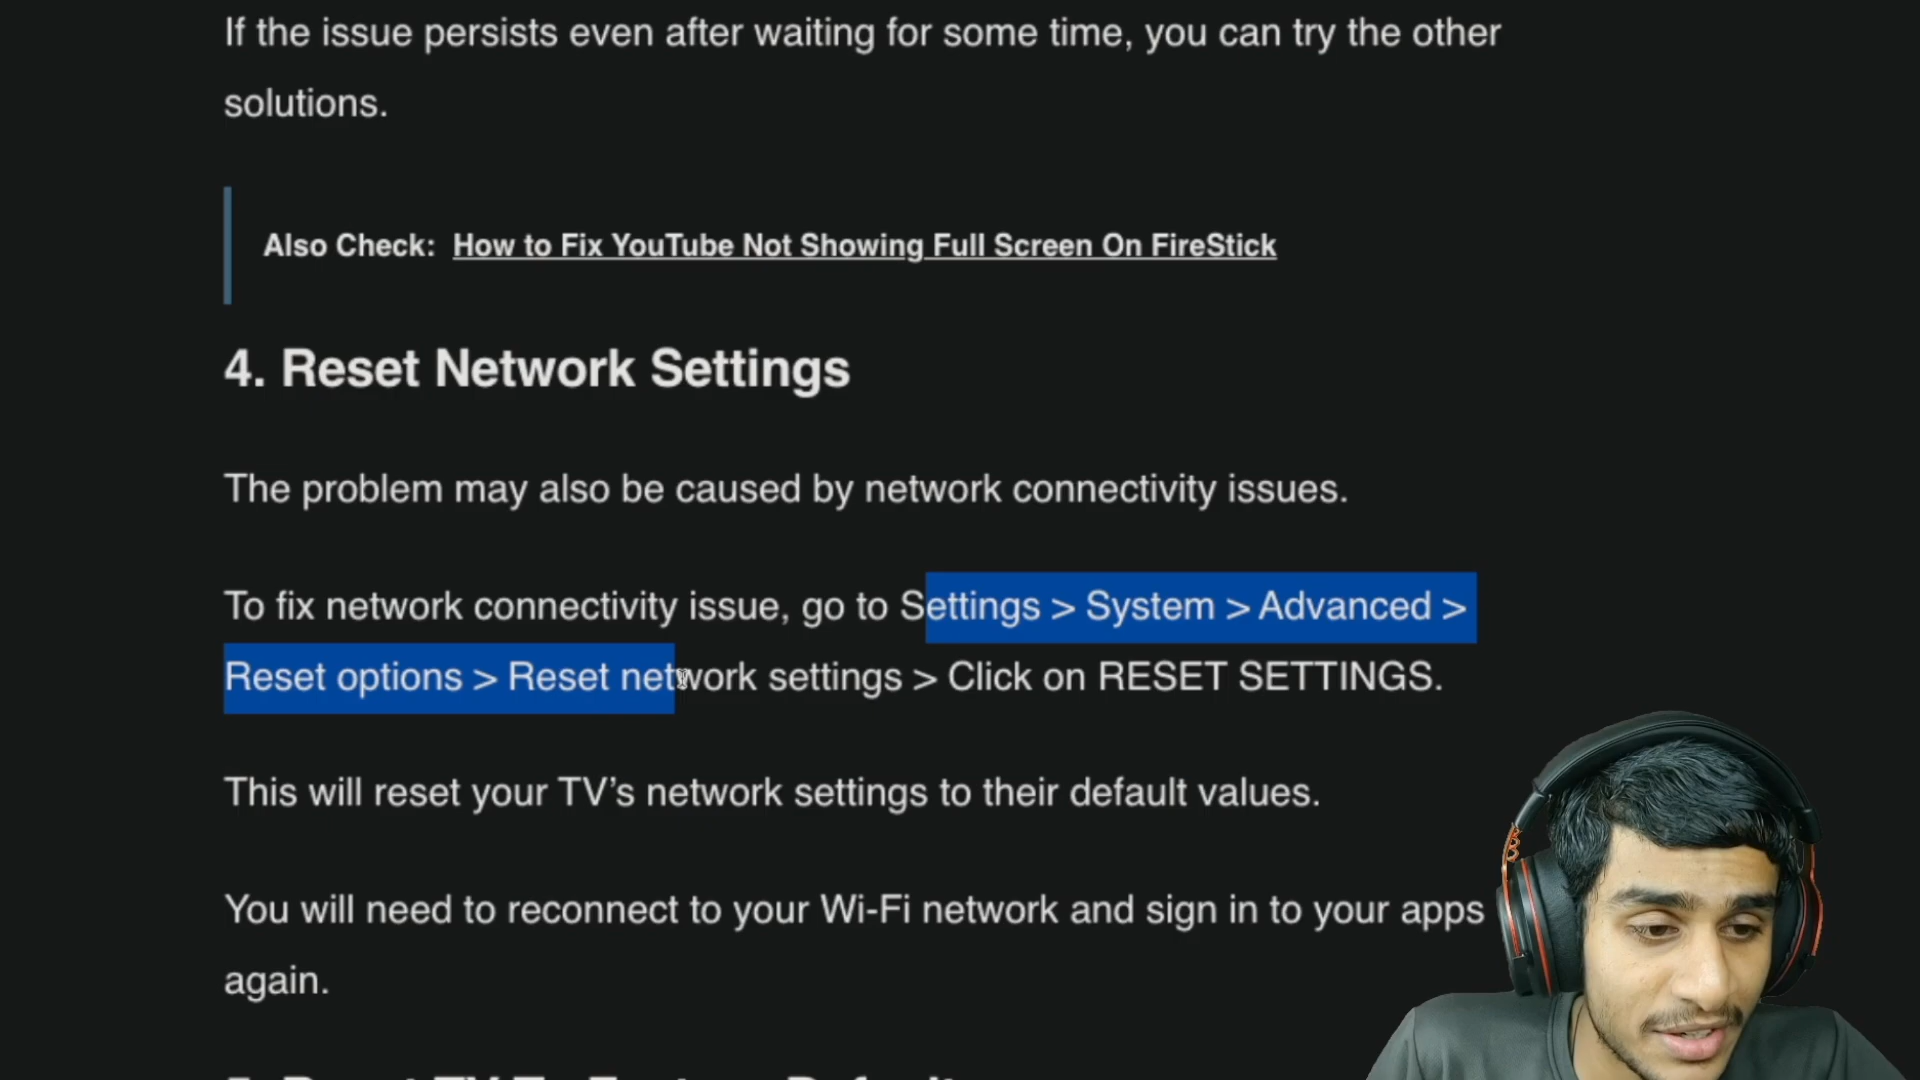 If the issue persists even after waiting for some time, you can try the other
solutions.
Also Check: How to Fix YouTube Not Showing Full Screen On FireStick
4. Reset Network Settings
The problem may also be caused by network connectivity issues.
To fix network connectivity issue, go to Settings > System > Advanced >
Reset options > Reset network settings > Click on RESET SETTINGS.
This will reset your TV’s network settings to their default values.
You will need to reconnect to your Wi-Fi network and sign in to your apps
again.